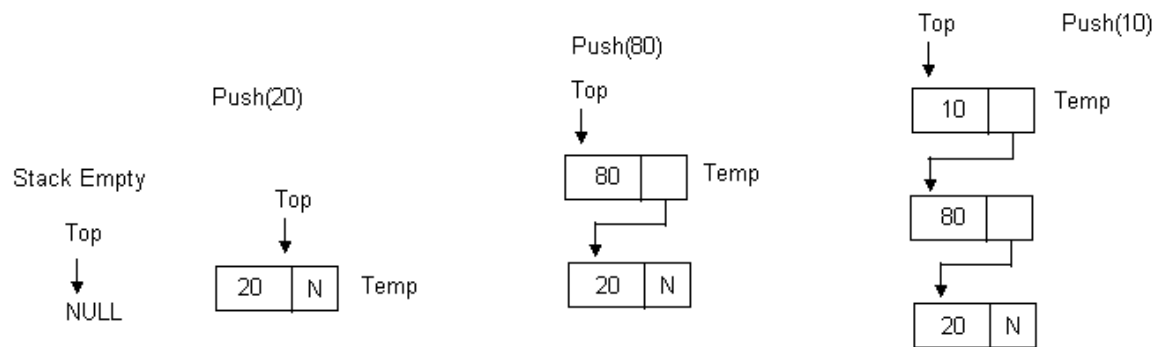 Stack Empty
Top
NULL
Push(20)
Top
20 N Temp
Push(80)
Top
80 Temp
20 N
Top Push(10)
10 Temp
80
20 N